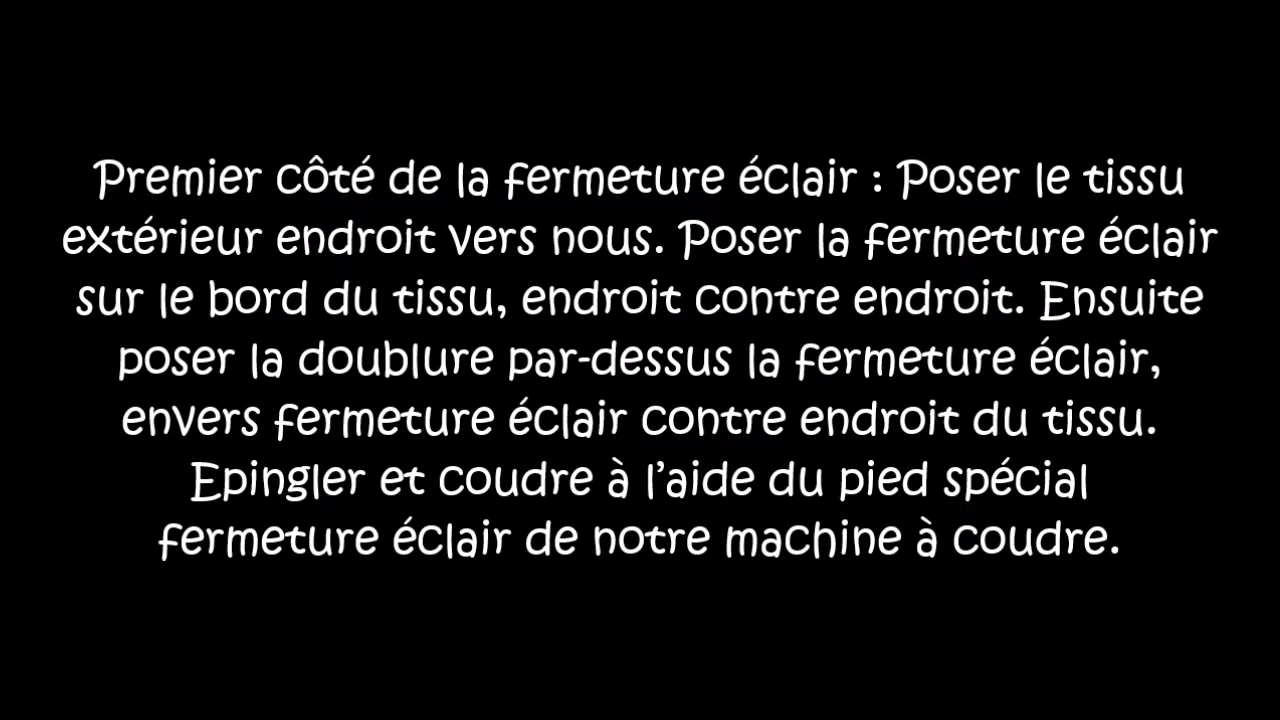 Premier côté de la fermeture éclair : Poser le tissu
extérieur endroit vers nous. Poser la fermeture éclair
sur le bord du tissu, endroit contre endroit. Ensuite
poser la doublure par-dessus la fermeture éclair,
envers fermeture éclair contre endroit du tissu.
Epingler et coudre à l’aide du pied spécial
fermeture éclair de notre machine à coudre.